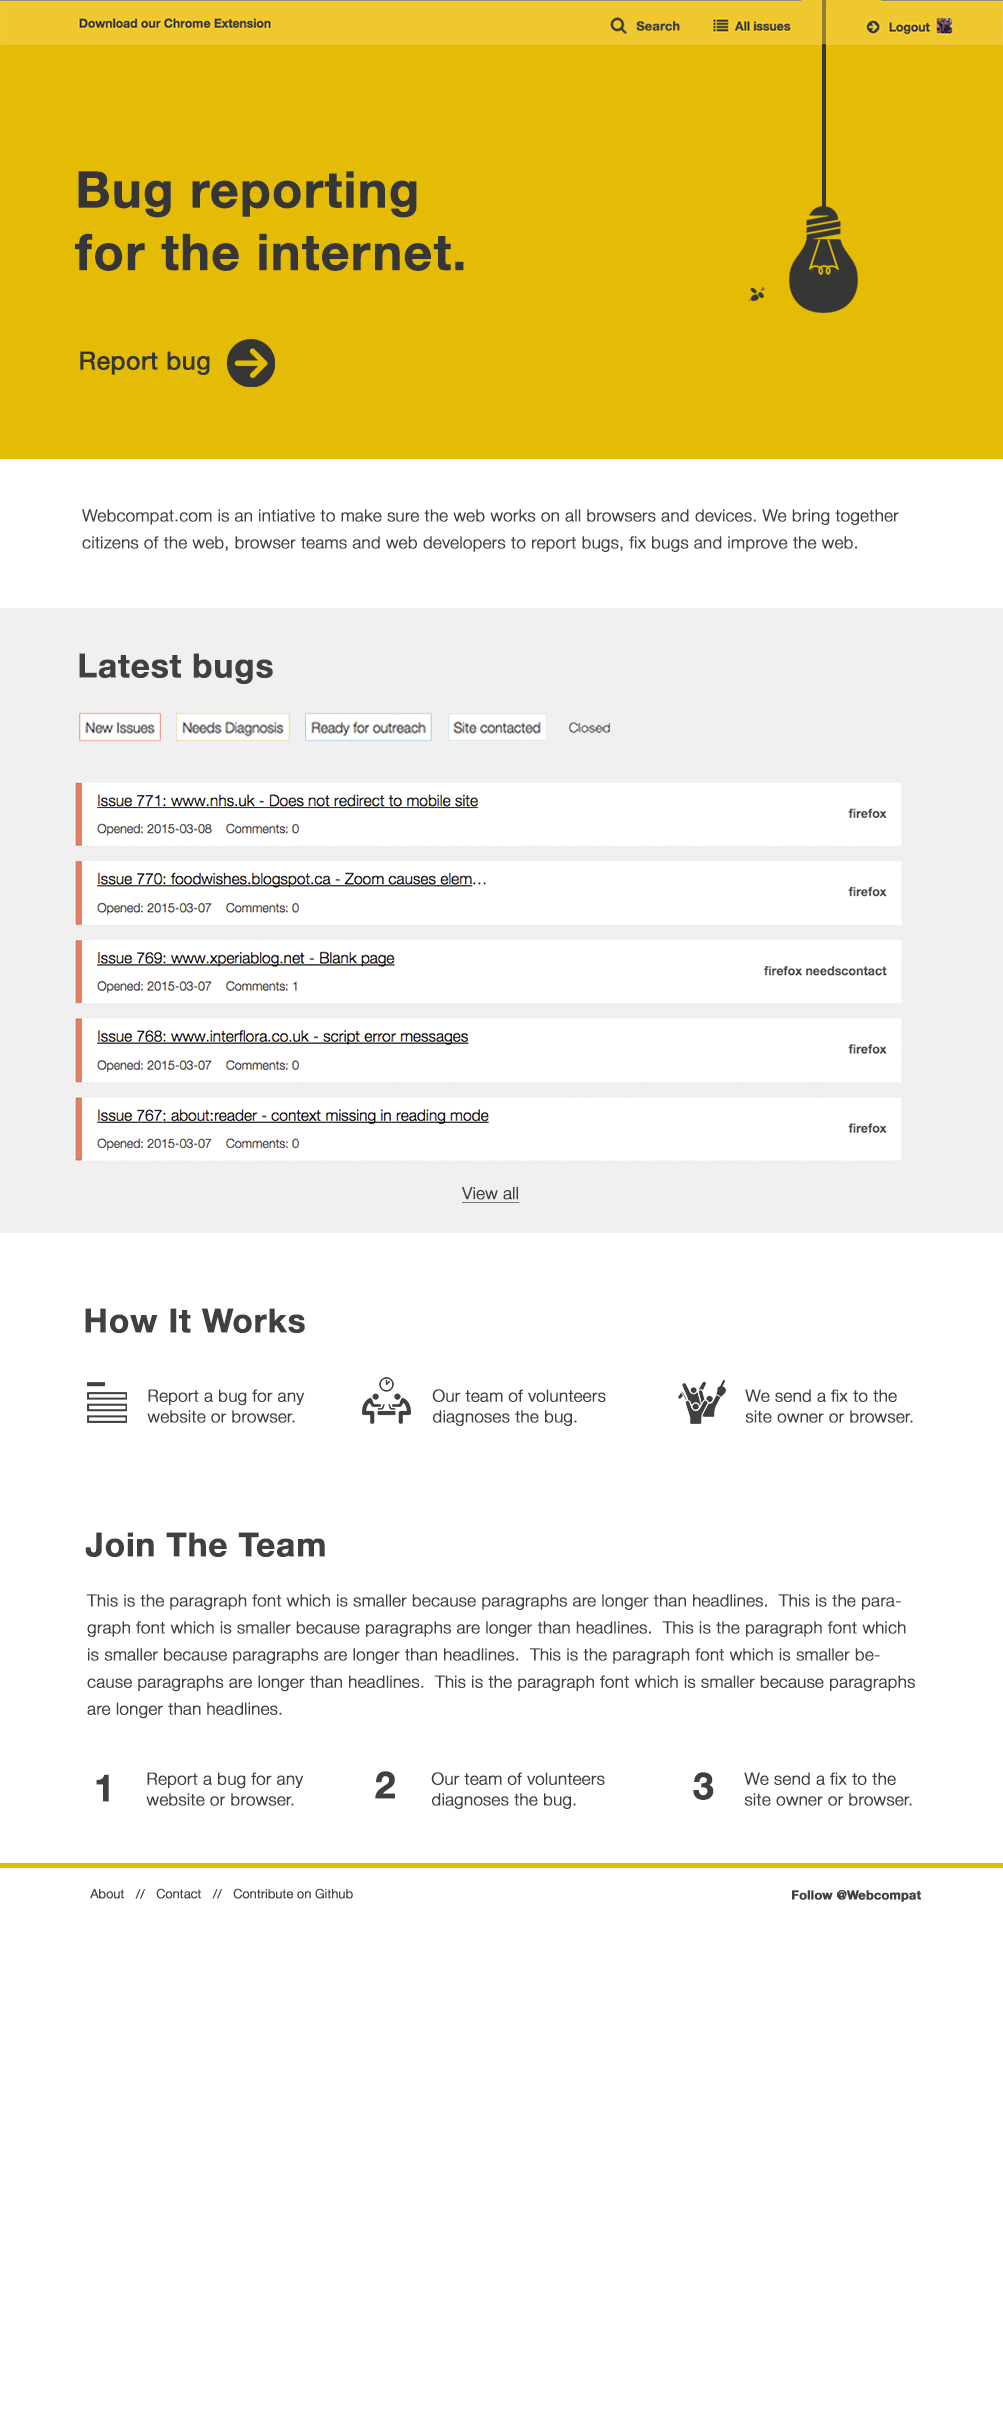 Download our Chrome Extension
Search
All issues
Logout
Bug reporting
for the internet.
Report bug
Webcompat.com is an intiative to make sure the web works on all browsers and devices. We bring together
citizens of the web, browser teams and web developers to report bugs, fix bugs and improve the web.
Latest bugs
New Issues
Needs Diagnosis
Ready for outreach
Site contacted
Closed
Issue 771: www.nhs.uk - Does not redirect to mobile site
Opened: 2015-03-08 Comments: 0
firefox
Issue 770: foodwishes.blogspot.ca - Zoom causes elem…
Opened: 2015-03-07 Comments: 0
firefox
Issue 769: www.xperiablog.net - Blank page
Opened: 2015-03-07 Comments: 1
firefox needscontact
Issue 768: www.interflora.co.uk - script error messages
Opened: 2015-03-07 Comments: 0
firefox
Issue 767: about:reader - context missing in reading mode
Opened: 2015-03-07 Comments: 0
firefox
View all
How It Works
Report a bug for any
website or browser.
Our team of volunteers
diagnoses the bug.
We send a fix to the
site owner or browser.
Join The Team
This is the paragraph font which is smaller because paragraphs are longer than headlines.  This is the para-
graph font which is smaller because paragraphs are longer than headlines.  This is the paragraph font which
is smaller because paragraphs are longer than headlines.  This is the paragraph font which is smaller be-
cause paragraphs are longer than headlines.  This is the paragraph font which is smaller because paragraphs
are longer than headlines.
1
Report a bug for any
website or browser.
2
Our team of volunteers
diagnoses the bug.
3
We send a fix to the
site owner or browser.
About // Contact // Contribute on Github
Follow @Webcompat